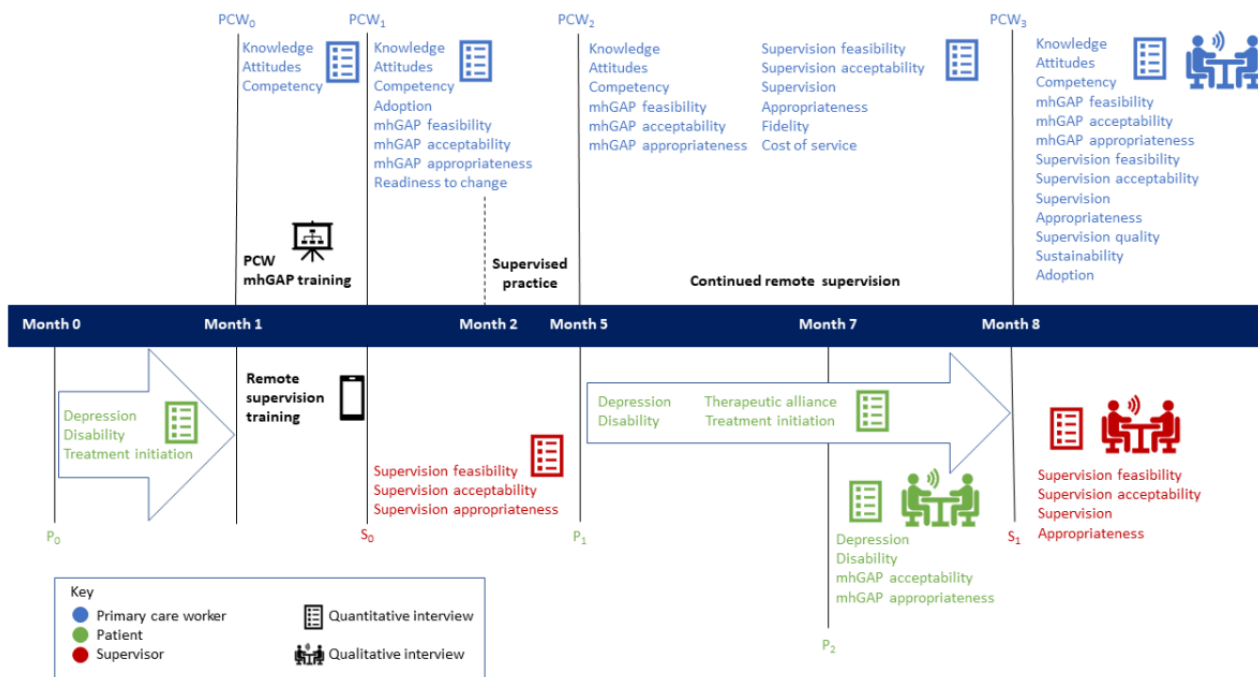 PCW0
PCW1
PCW2
PCW3
Knowledge
Attitudes
Competency
Knowledge
Attitudes
Competency
Adoption
mhGAP feasibility
mhGAP acceptability
mhGAP appropriateness
Readiness to change
Knowledge
Attitudes
Competency
mhGAP feasibility
mhGAP acceptability
mhGAP appropriateness
Supervision feasibility
Supervision acceptability
Supervision
Appropriateness
Fidelity
Cost of service
Knowledge
Attitudes
Competency
mhGAP feasibility
mhGAP acceptability
mhGAP appropriateness
Supervision feasibility
Supervision acceptability
Supervision
Appropriateness
Supervision quality
Sustainability
Adoption
PCW
mhGAP training
Supervised
practice
Continued remote supervision
Month 0
Month 1
Month 2
Month 5
Month 7
Month 8
Depression
Disability
Treatment initiation
Remote
supervision
training
Supervision feasibility
Supervision acceptability
Supervision appropriateness
Depression
Disability
Therapeutic alliance
Treatment initiation
Depression
Disability
mhGAP acceptability
mhGAP appropriateness
Supervision feasibility
Supervision acceptability
Supervision
Appropriateness
P0
S0
P1
S1
P2
Key
Primary care worker
Patient
Supervisor
Quantitative interview
Qualitative interview